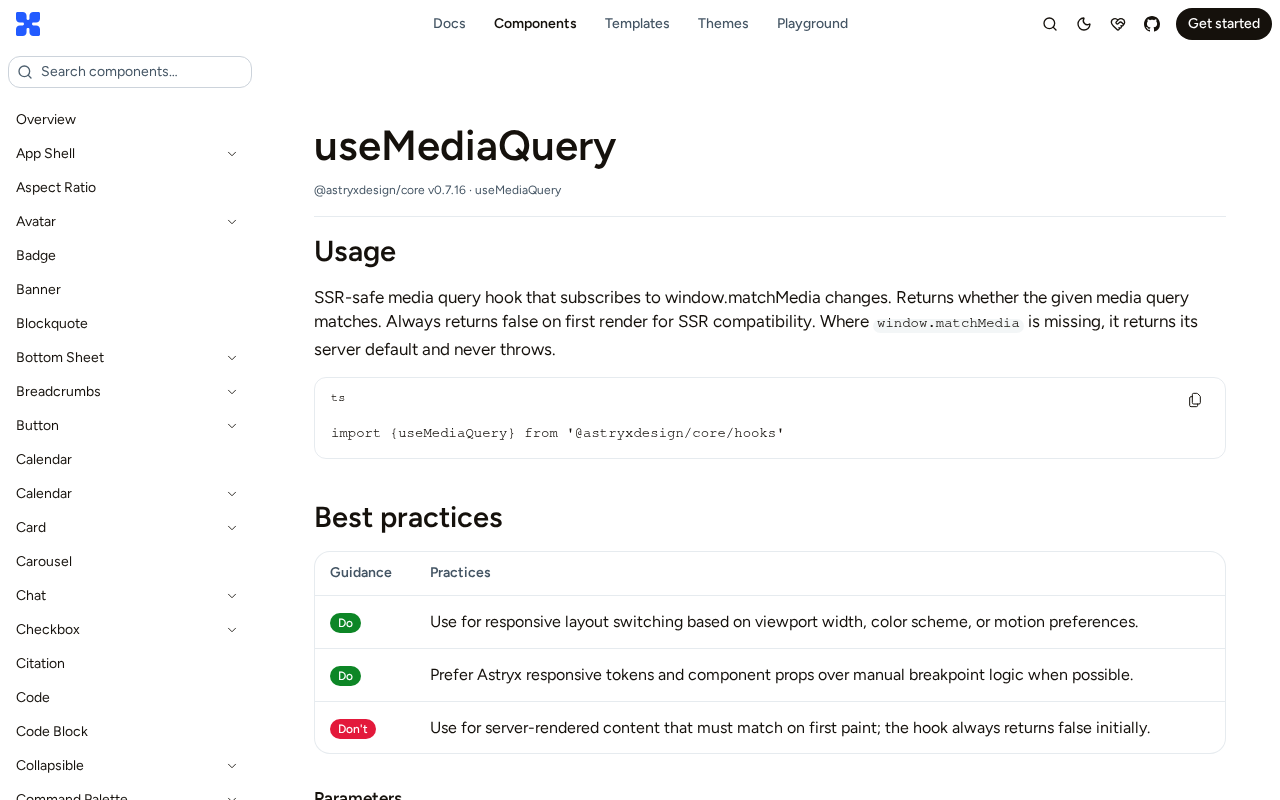 Docs
Components
Templates
Themes
Playground
Get started
Search components...
Overview
App Shell
Aspect Ratio
Avatar
Badge
Banner
Blockquote
Bottom Sheet
Breadcrumbs
Button
Calendar
Calendar
Card
Carousel
Chat
Checkbox
Citation
Code
Code Block
Collapsible
Command Palette
useMediaQuery
@astryxdesign/core v0.7.16 · useMediaQuery
Usage
SSR-safe media query hook that subscribes to window.matchMedia changes. Returns whether the given media query
matches. Always returns false on first render for SSR compatibility. Where window.matchMedia is missing, it returns its
server default and never throws.
ts
import {useMediaQuery} from '@astryxdesign/core/hooks'
Best practices
Guidance Practices
Do Use for responsive layout switching based on viewport width, color scheme, or motion preferences.
Do Prefer Astryx responsive tokens and component props over manual breakpoint logic when possible.
Don't Use for server-rendered content that must match on first paint; the hook always returns false initially.
Parameters